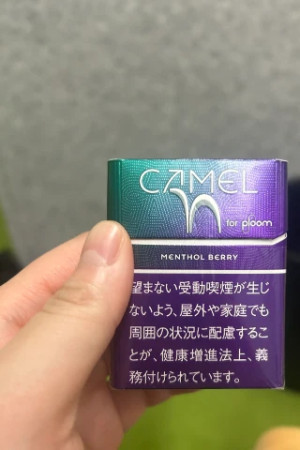 CAMEL
for ploom
MENTHOL BERRY
望まない受動喫煙が生じ
ないよう、屋外や家庭でも
周囲の状況に配慮するこ
とが、健康増進法上、義
務付けられています。